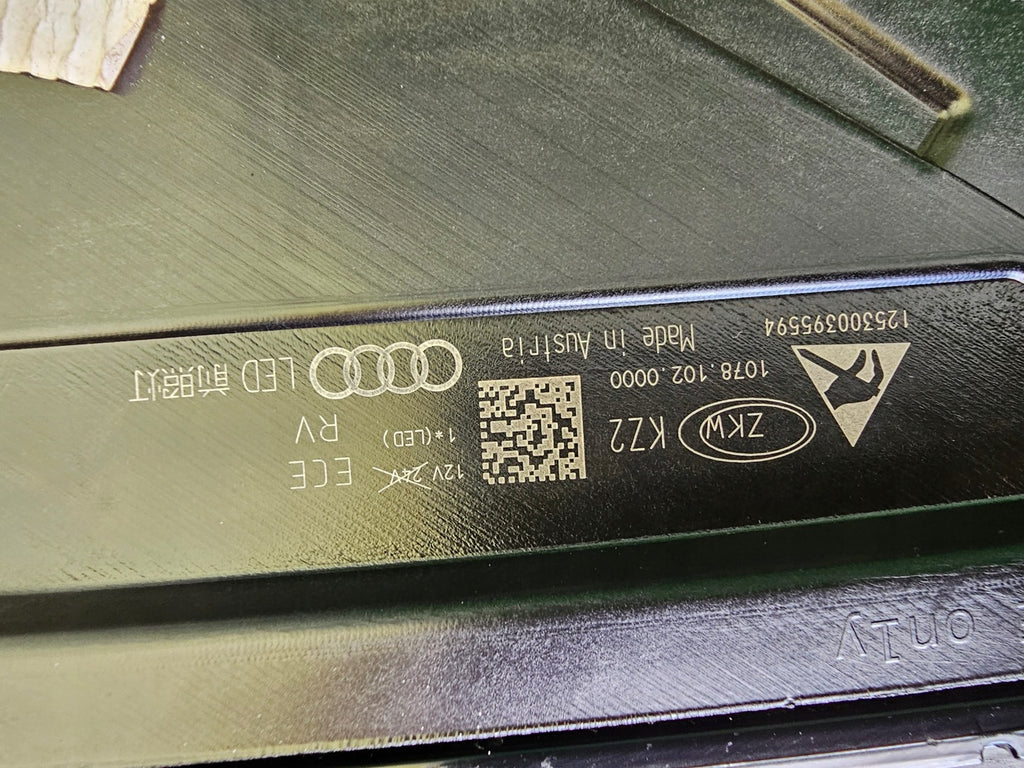 125300395594
1078.102.0000
Made in Austria
ZKW
KZ2
12V 24V ECE
1*(LED) RV
LED 前照灯
only